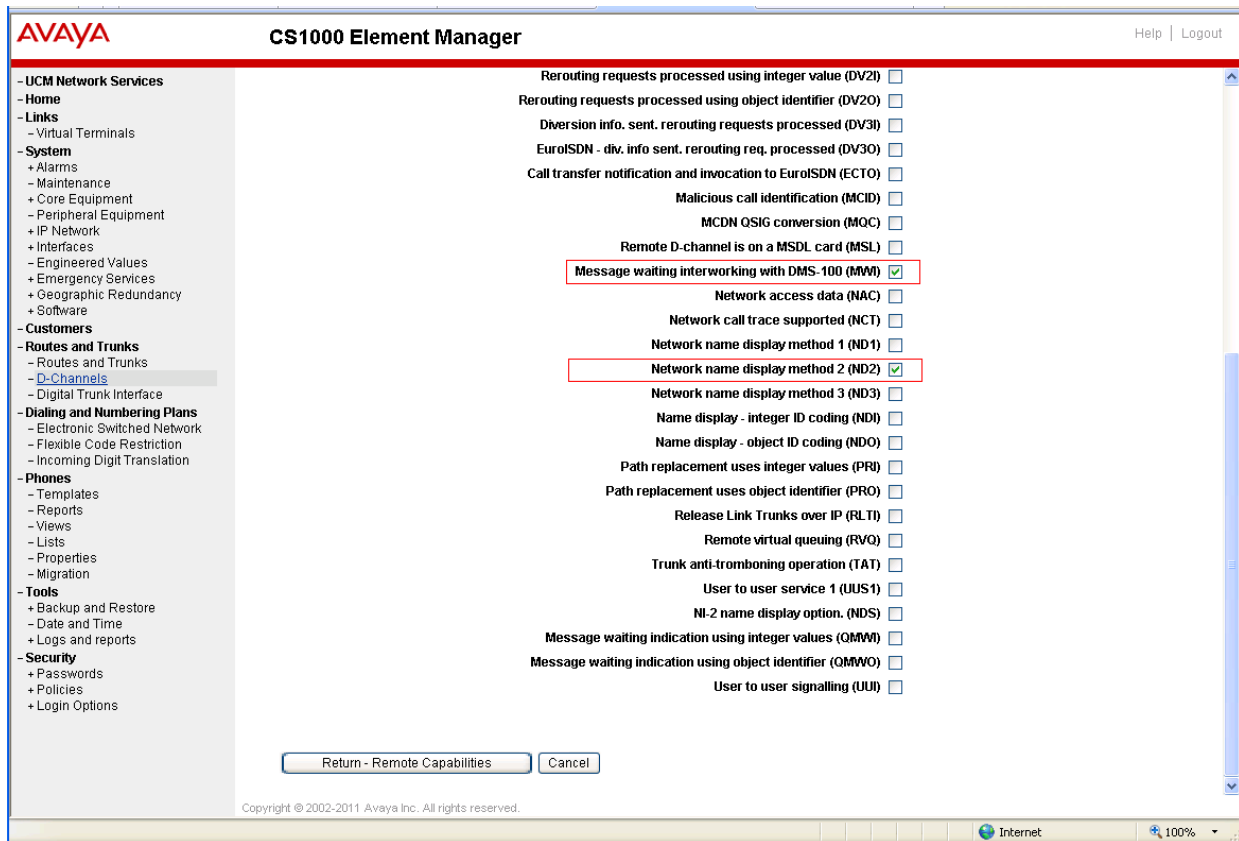 AVAYA
CS1000 Element Manager
Help | Logout
- UCM Network Services
- Home
- Links
- Virtual Terminals
- System
+ Alarms
- Maintenance
+ Core Equipment
- Peripheral Equipment
+ IP Network
+ Interfaces
- Engineered Values
+ Emergency Services
+ Geographic Redundancy
+ Software
- Customers
- Routes and Trunks
- Routes and Trunks
- D-Channels
- Digital Trunk Interface
- Dialing and Numbering Plans
- Electronic Switched Network
- Flexible Code Restriction
- Incoming Digit Translation
- Phones
- Templates
- Reports
- Views
- Lists
- Properties
- Migration
- Tools
+ Backup and Restore
- Date and Time
+ Logs and reports
- Security
+ Passwords
+ Policies
+ Login Options
Rerouting requests processed using integer value (DV2I)
Rerouting requests processed using object identifier (DV2O)
Diversion info. sent. rerouting requests processed (DV3I)
EuroISDN - div. info sent. rerouting req. processed (DV3O)
Call transfer notification and invocation to EuroISDN (ECTO)
Malicious call identification (MCID)
MCDN QSIG conversion (MQC)
Remote D-channel is on a MSDL card (MSL)
Message waiting interworking with DMS-100 (MWI)
Network access data (NAC)
Network call trace supported (NCT)
Network name display method 1 (ND1)
Network name display method 2 (ND2)
Network name display method 3 (ND3)
Name display - integer ID coding (NDI)
Name display - object ID coding (NDO)
Path replacement uses integer values (PRI)
Path replacement uses object identifier (PRO)
Release Link Trunks over IP (RLTI)
Remote virtual queuing (RVQ)
Trunk anti-tromboning operation (TAT)
User to user service 1 (UUS1)
NI-2 name display option. (NDS)
Message waiting indication using integer values (QMWI)
Message waiting indication using object identifier (QMWO)
User to user signalling (UUI)
Return - Remote Capabilities
Cancel
Copyright © 2002-2011 Avaya Inc. All rights reserved.
Internet
100%